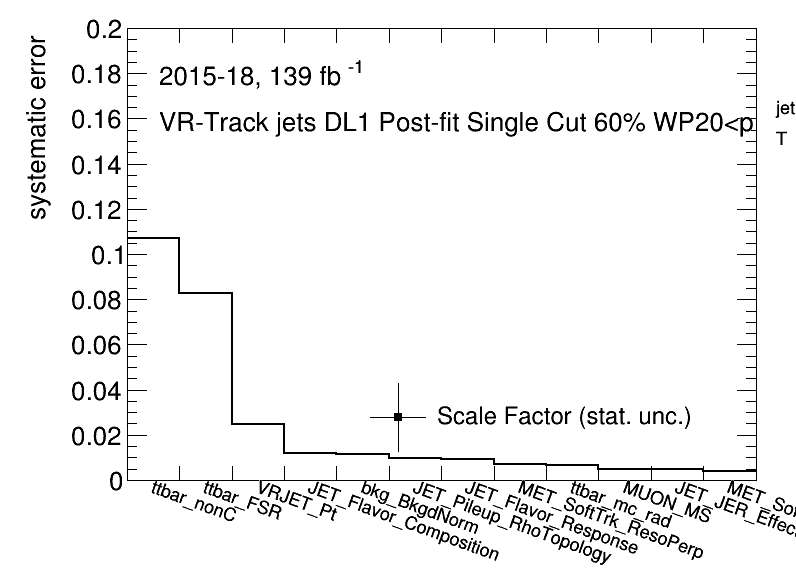 systematic error
0.2
0.18
0.16
0.14
0.12
0.1
0.08
0.06
0.04
0.02
0
2015-18, 139 fb -1
VR-Track jets DL1 Post-fit Single Cut 60% WP20<p
jet
T
Scale Factor (stat. unc.)
ttbar_nonC
ttbar_FSR
VRJET_Pt
JET_Flavor_Composition
bkg_BkgdNorm
JET_Pileup_RhoTopology
JET_Flavor_Response
MET_SoftTrk_ResoPerp
ttbar_mc_rad
MUON_MS
JET_JER_Effec
MET_Sof